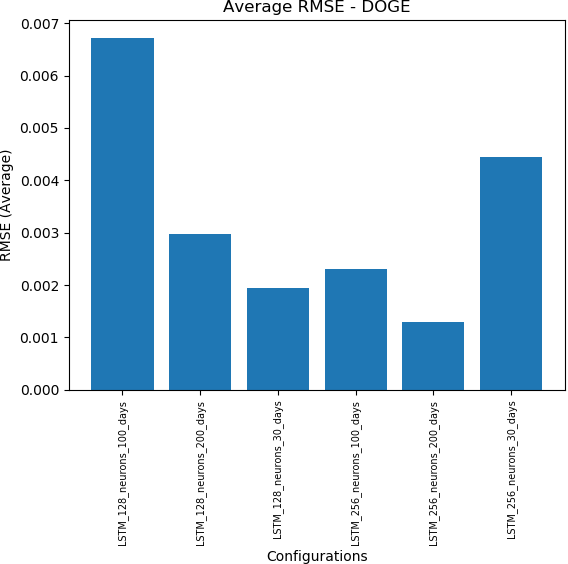 Average RMSE - DOGE
RMSE (Average)
0.007
0.006
0.005
0.004
0.003
0.002
0.001
0.000
LSTM_128_neurons_100_days
LSTM_128_neurons_200_days
LSTM_128_neurons_30_days
LSTM_256_neurons_100_days
LSTM_256_neurons_200_days
LSTM_256_neurons_30_days
Configurations